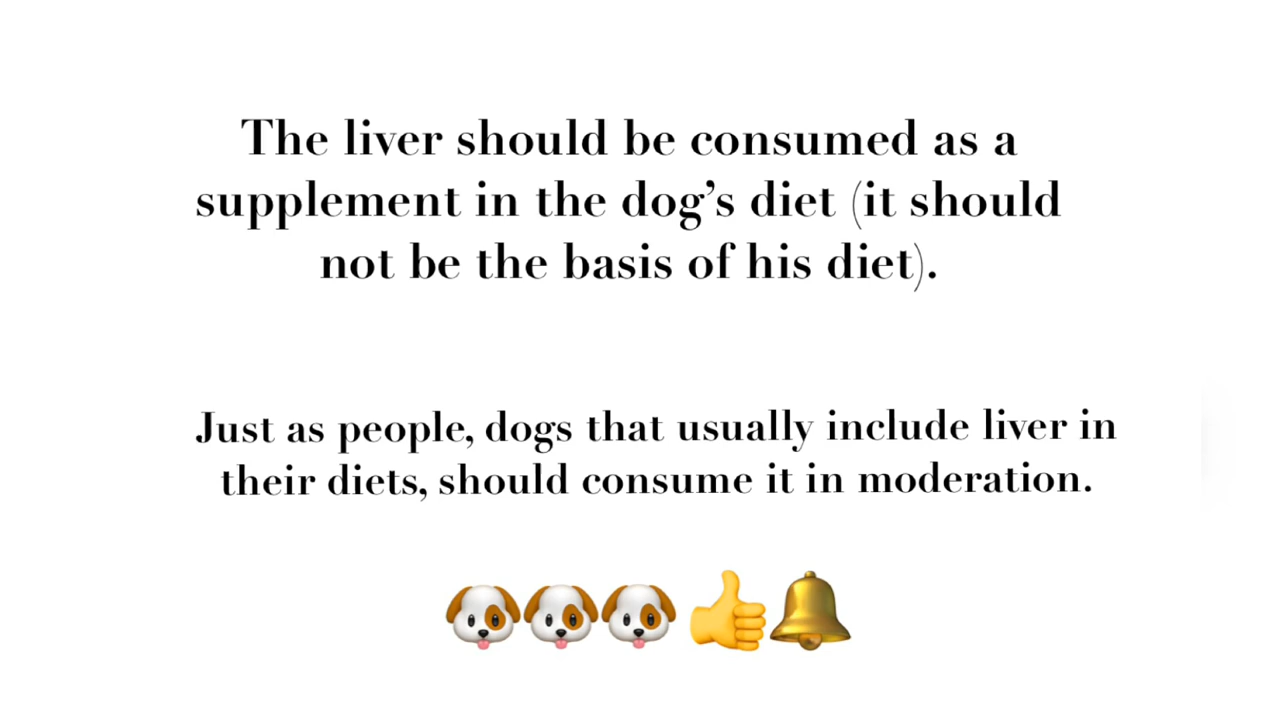 The liver should be consumed as a
supplement in the dog’s diet (it should
not be the basis of his diet).
Just as people, dogs that usually include liver in
their diets, should consume it in moderation.